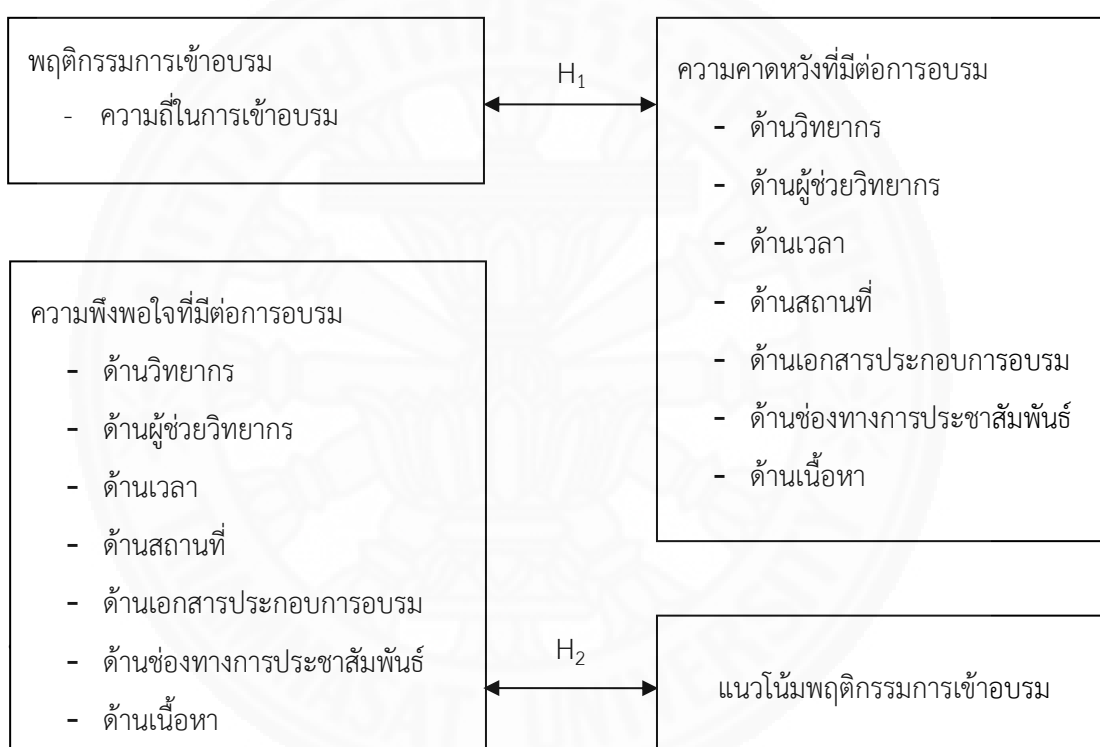 พฤติกรรมการเข้าอบรม
- ความถี่ในการเข้าอบรม
H1
ความคาดหวังที่มีต่อการอบรม
- ด้านวิทยากร
- ด้านผู้ช่วยวิทยากร
- ด้านเวลา
- ด้านสถานที่
- ด้านเอกสารประกอบการอบรม
- ด้านช่องทางการประชาสัมพันธ์
- ด้านเนื้อหา
ความพึงพอใจที่มีต่อการอบรม
- ด้านวิทยากร
- ด้านผู้ช่วยวิทยากร
- ด้านเวลา
- ด้านสถานที่
- ด้านเอกสารประกอบการอบรม
- ด้านช่องทางการประชาสัมพันธ์
- ด้านเนื้อหา
H2
แนวโน้มพฤติกรรมการเข้าอบรม